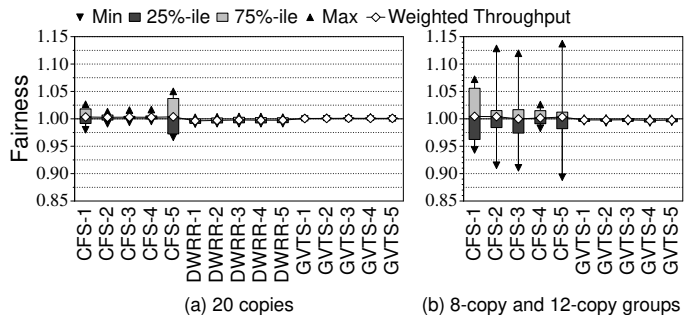 Min 25%-ile 75%-ile Max Weighted Throughput
Fairness
1.15
1.10
1.05
1.00
0.95
0.90
0.85
CFS-1
CFS-2
CFS-3
CFS-4
CFS-5
DWRR-1
DWRR-2
DWRR-3
DWRR-4
DWRR-5
GVTS-1
GVTS-2
GVTS-3
GVTS-4
GVTS-5
(a) 20 copies
1.15
1.10
1.05
1.00
0.95
0.90
0.85
CFS-1
CFS-2
CFS-3
CFS-4
CFS-5
GVTS-1
GVTS-2
GVTS-3
GVTS-4
GVTS-5
(b) 8-copy and 12-copy groups